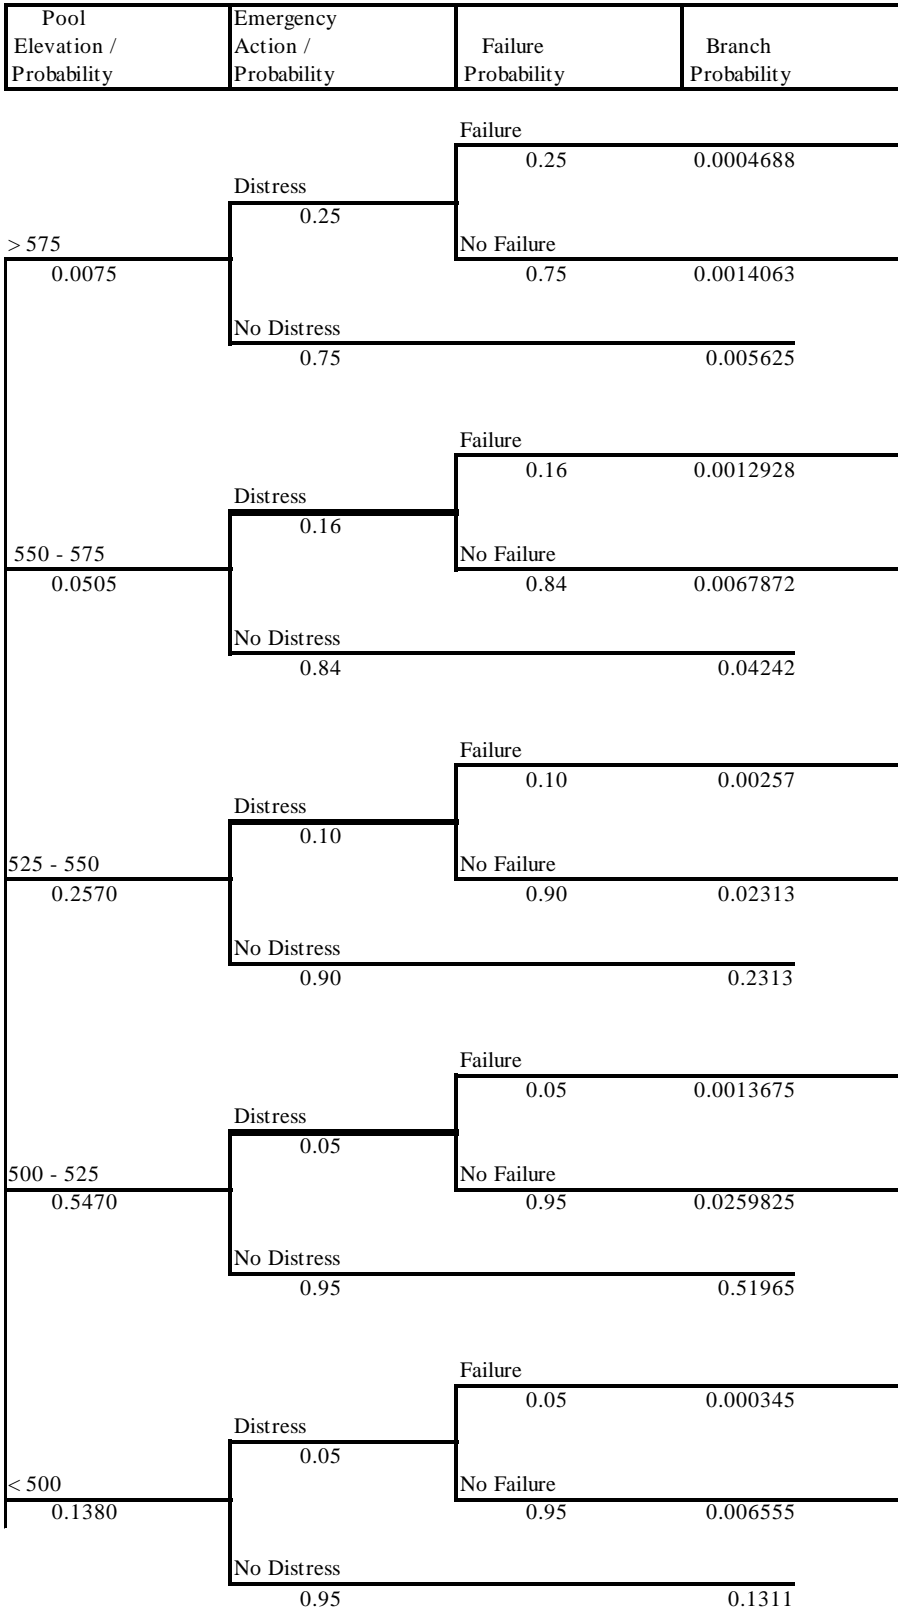 Pool
Elevation /
Probability
Emergency
Action /
Probability
Failure
Probability
Branch
Probability
Failure
0.25 0.0004688
Distress
0.25
> 575
No Failure
0.0075
0.75 0.0014063
No Distress
0.75 0.005625
Failure
0.16 0.0012928
Distress
0.16
550 - 575
No Failure
0.0505
0.84 0.0067872
No Distress
0.84 0.04242
Failure
0.10 0.00257
Distress
0.10
525 - 550
No Failure
0.2570
0.90 0.02313
No Distress
0.90 0.2313
Failure
0.05 0.0013675
Distress
0.05
500 - 525
No Failure
0.5470
0.95 0.0259825
No Distress
0.95 0.51965
Failure
0.05 0.000345
Distress
0.05
< 500
No Failure
0.1380
0.95 0.006555
No Distress
0.95 0.1311